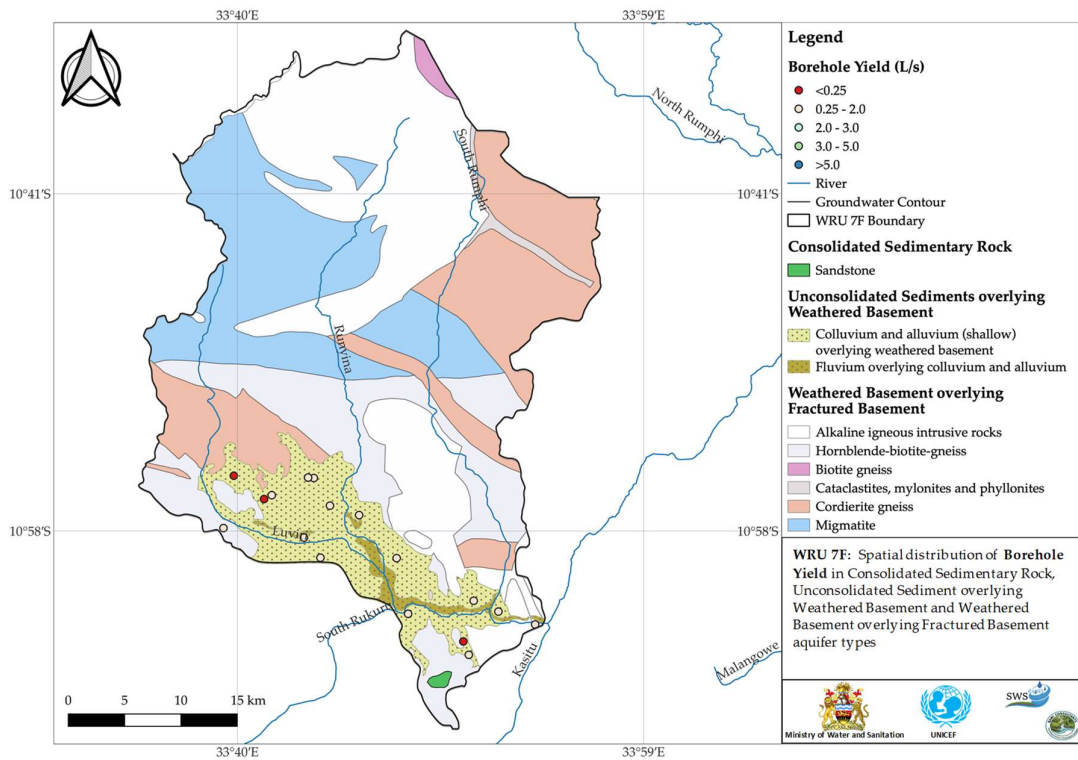 33°40′E
33°59′E
Legend
Borehole Yield (L/s)
<0.25
0.25 - 2.0
2.0 - 3.0
3.0 - 5.0
>5.0
River
Groundwater Contour
WRU 7F Boundary
Consolidated Sedimentary Rock
Sandstone
Unconsolidated Sediments overlying
Weathered Basement
Colluvium and alluvium (shallow)
overlying weathered basement
Fluvium overlying colluvium and alluvium
Weathered Basement overlying
Fractured Basement
Alkaline igneous intrusive rocks
Hornblende-biotite-gneiss
Biotite gneiss
Cataclastites, mylonites and phyllonites
Cordierite gneiss
Migmatite
WRU 7F: Spatial distribution of Borehole
Yield in Consolidated Sedimentary Rock,
Unconsolidated Sediment overlying
Weathered Basement and Weathered
Basement overlying Fractured Basement
aquifer types
Ministry of Water and Sanitation
UNICEF
SWS
North Rumphi
South Rumphi
10°41′S
10°41′S
Runyina
10°58′S
10°58′S
South Rukuru
Kasitu
Malangowe
0 5 10 15 km
33°40′E
33°59′E